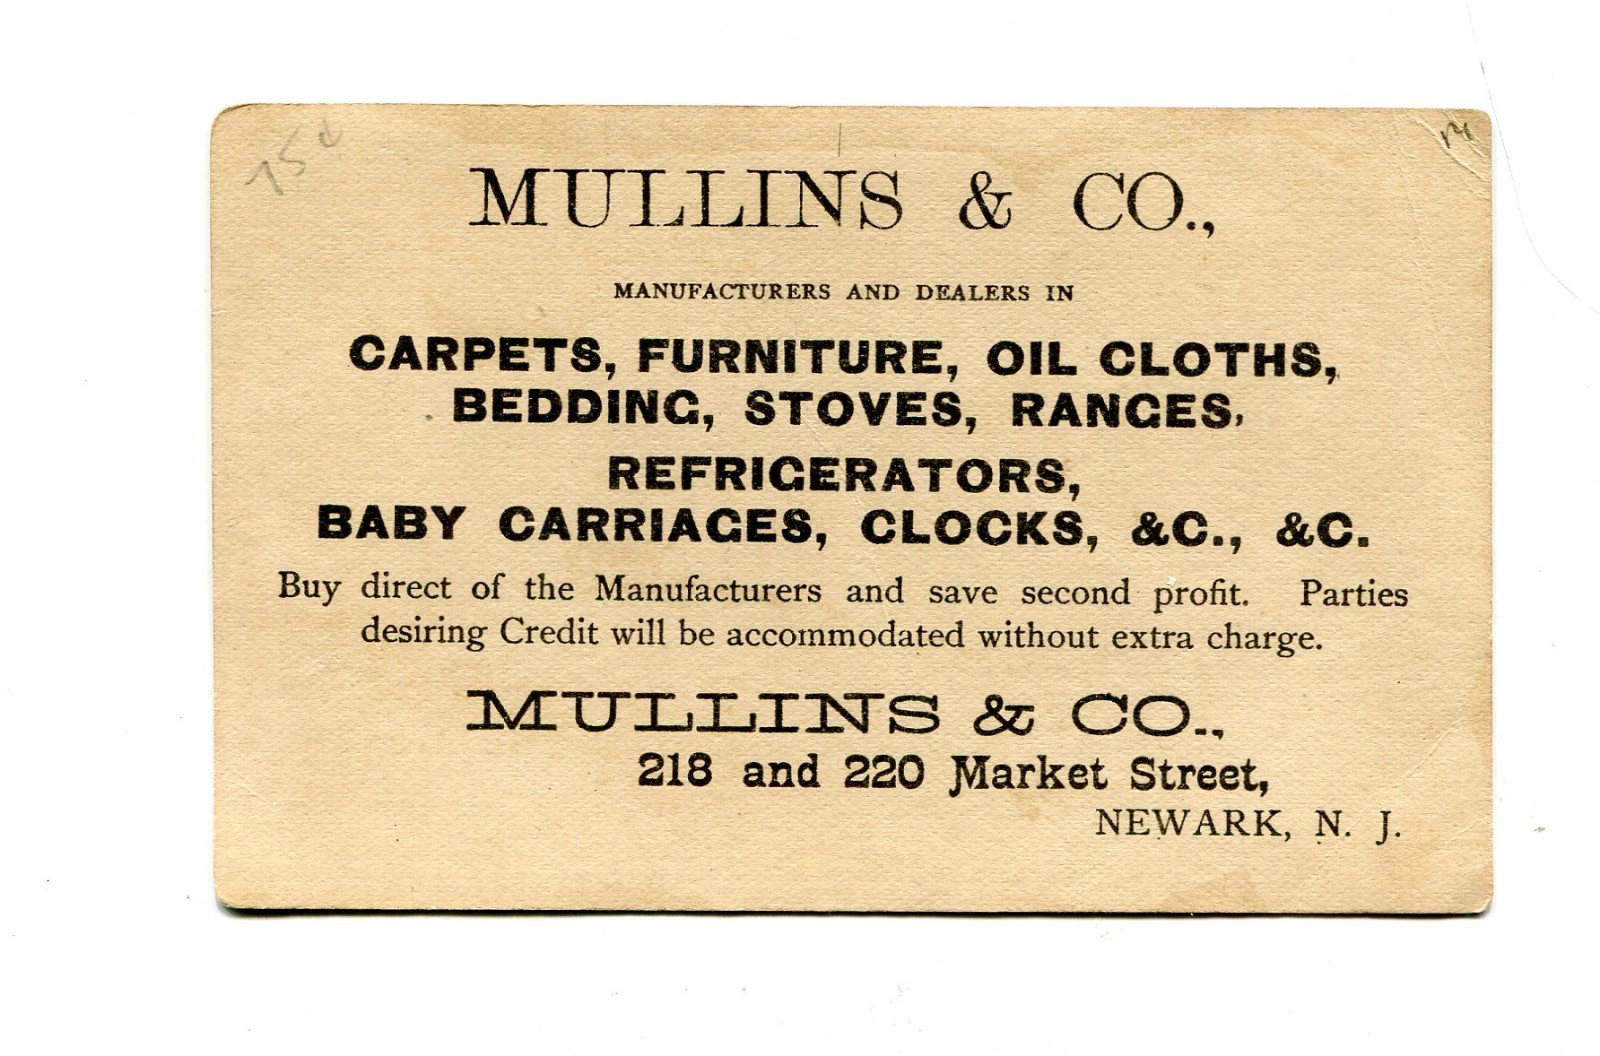 75¢
MULLINS & CO.,
MANUFACTURERS AND DEALERS IN
CARPETS, FURNITURE, OIL CLOTHS,
BEDDING, STOVES, RANGES,
REFRIGERATORS,
BABY CARRIAGES, CLOCKS, &C., &C.
Buy direct of the Manufacturers and save second profit. Parties
desiring Credit will be accommodated without extra charge.
MULLINS & CO.,
218 and 220 Market Street,
NEWARK, N. J.